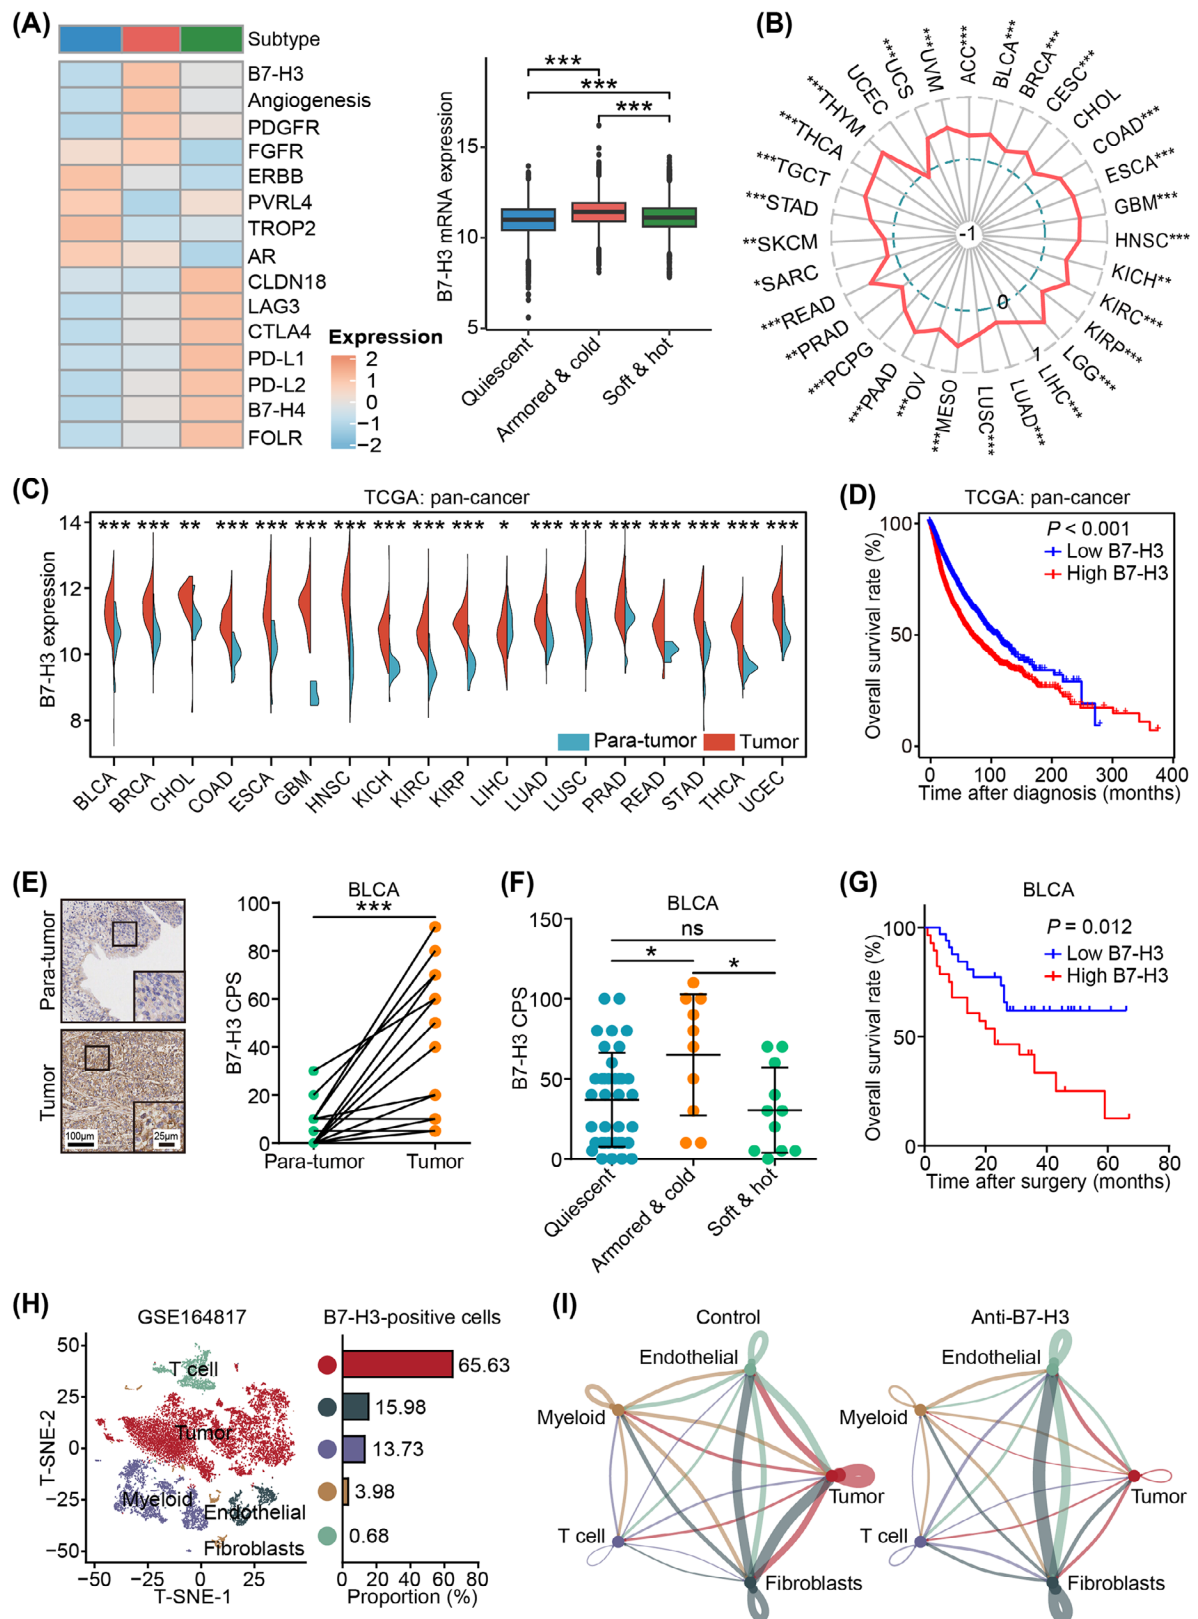 (A)
Subtype
B7-H3
Angiogenesis
PDGFR
FGFR
ERBB
PVRL4
TROP2
AR
CLDN18
LAG3
CTLA4
PD-L1
PD-L2
B7-H4
FOLR
Expression
2
1
0
−1
−2
B7-H3 mRNA expression
15
10
5
***
***
***
Quiescent
Armored & cold
Soft & hot
(B)
ACC***
BLCA***
BRCA***
CESC***
CHOL
COAD***
ESCA***
GBM***
HNSC***
KICH**
KIRC***
KIRP***
LGG***
LIHC***
LUAD***
LUSC***
***MESO
***OV
***PAAD
***PCPG
**PRAD
***READ
*SARC
**SKCM
***STAD
***TGCT
***THCA
***THYM
UCEC
***UCS
***UVM
-1
0
1
(C)
TCGA: pan-cancer
B7-H3 expression
14
12
10
8
*** *** ** *** *** *** *** *** *** *** * *** *** *** *** *** *** ***
Para-tumor Tumor
BLCA BRCA CHOL COAD ESCA GBM HNSC KICH KIRC KIRP LIHC LUAD LUSC PRAD READ STAD THCA UCEC
(D)
TCGA: pan-cancer
P < 0.001
Low B7-H3
High B7-H3
Overall survival rate (%)
100
50
0
0 100 200 300 400
Time after diagnosis (months)
(E)
Para-tumor
Tumor
100μm
25μm
BLCA
***
B7-H3 CPS
100
80
60
40
20
0
Para-tumor Tumor
(F)
BLCA
ns
*
*
B7-H3 CPS
150
100
50
0
Quiescent
Armored & cold
Soft & hot
(G)
BLCA
P = 0.012
Low B7-H3
High B7-H3
Overall survival rate (%)
100
50
0
0 20 40 60 80
Time after surgery (months)
(H)
GSE164817
T-SNE-2
50
25
0
−25
−50
T cell
Tumor
Myeloid
Endothelial
Fibroblasts
−50 −25 0 25
T-SNE-1
B7-H3-positive cells
65.63
15.98
13.73
3.98
0.68
0 20 40 60 80
Proportion (%)
(I)
Control
Endothelial
Myeloid
Tumor
T cell
Fibroblasts
Anti-B7-H3
Endothelial
Myeloid
Tumor
T cell
Fibroblasts